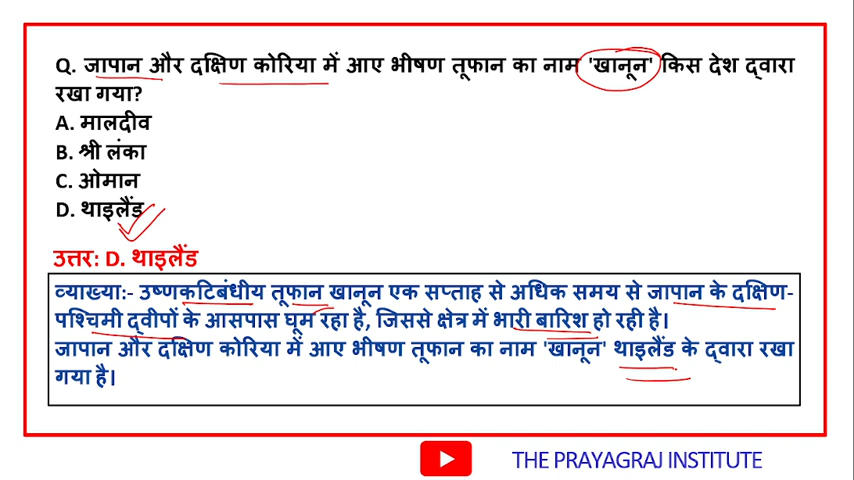 Q. जापान और दक्षिण कोरिया में आए भीषण तूफान का नाम 'खानून' किस देश द्वारा
रखा गया?
A. मालदीव
B. श्री लंका
C. ओमान
D. थाइलैंड
उत्तर: D. थाइलैंड
व्याख्या:- उष्णकटिबंधीय तूफान खानून एक सप्ताह से अधिक समय से जापान के दक्षिण-
पश्चिमी द्वीपों के आसपास घूम रहा है, जिससे क्षेत्र में भारी बारिश हो रही है।
जापान और दक्षिण कोरिया में आए भीषण तूफान का नाम 'खानून' थाइलैंड के द्वारा रखा
गया है।
THE PRAYAGRAJ INSTITUTE